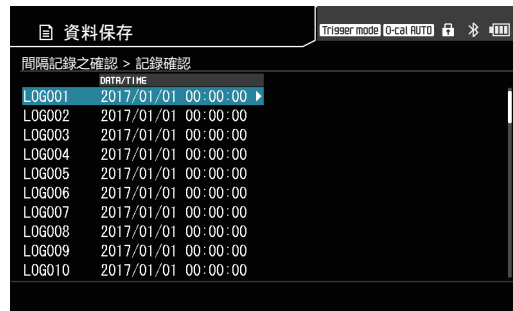 資料保存
Trigger mode 0-cal AUTO
間隔記錄之確認 > 記錄確認
DATA/TIME
LOG001 2017/01/01 00:00:00
LOG002 2017/01/01 00:00:00
LOG003 2017/01/01 00:00:00
LOG004 2017/01/01 00:00:00
LOG005 2017/01/01 00:00:00
LOG006 2017/01/01 00:00:00
LOG007 2017/01/01 00:00:00
LOG008 2017/01/01 00:00:00
LOG009 2017/01/01 00:00:00
LOG010 2017/01/01 00:00:00